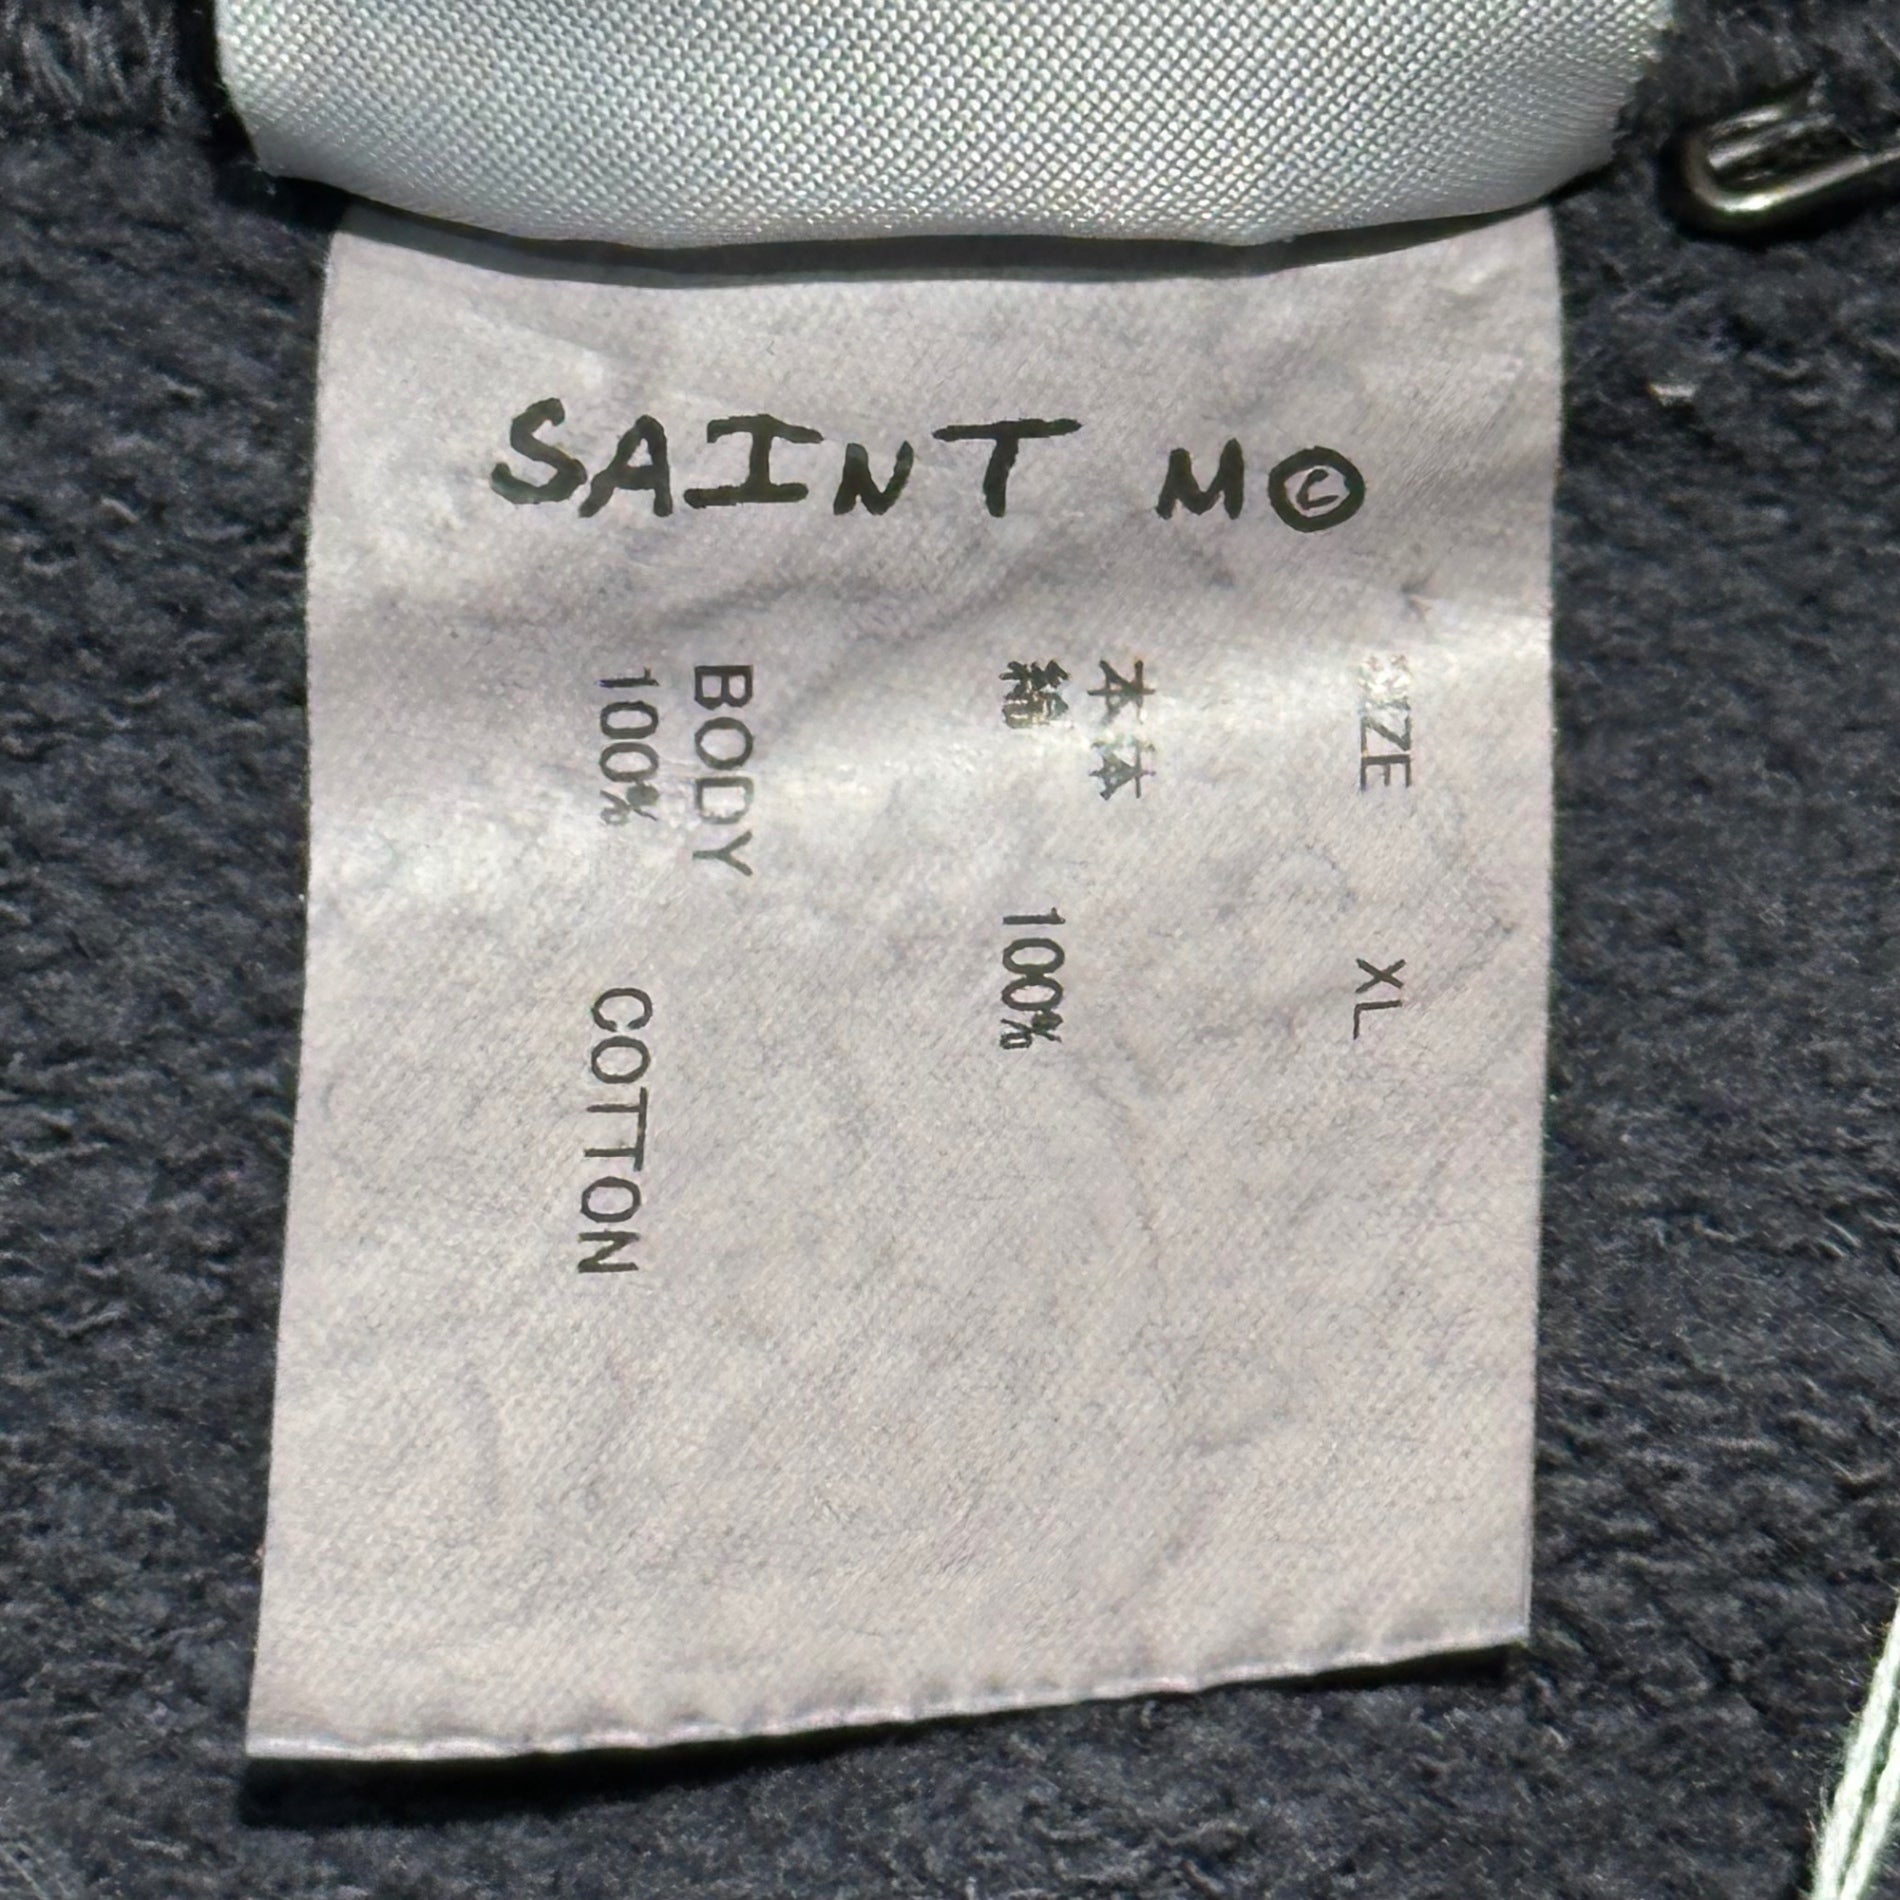 SAINT M©
SIZE XL
本体
綿 100%
BODY
100% COTTON